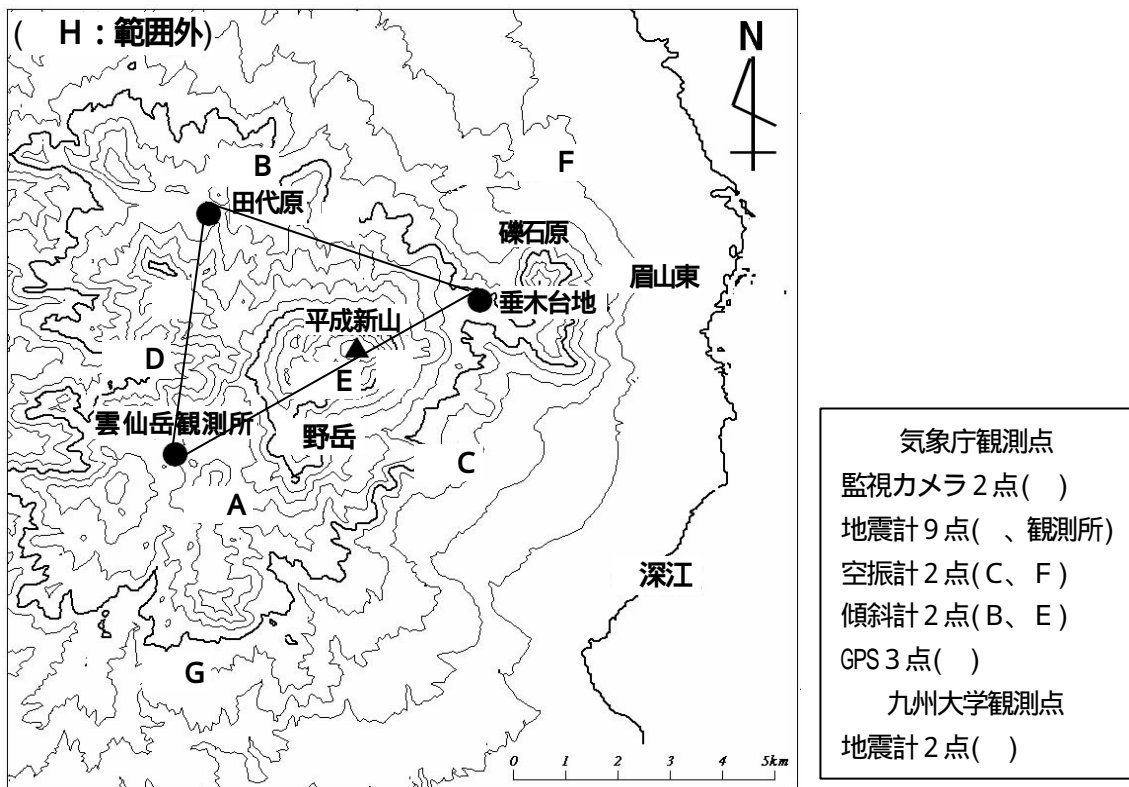 (　H：範囲外)
N
B
F
田代原
礫石原
眉山東
垂木台地
平成新山
D
E
雲仙岳観測所
野岳
C
A
深江
G
0 1 2 3 4 5km
気象庁観測点
監視カメラ２点(　)
地震計９点(　、観測所)
空振計２点(C、F)
傾斜計２点(B、E)
GPS３点(　)
九州大学観測点
地震計２点(　)